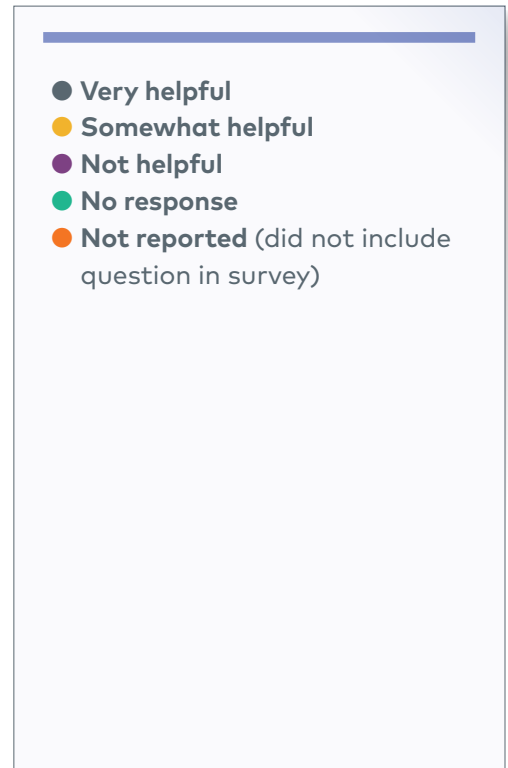 Very helpful
Somewhat helpful
Not helpful
No response
Not reported (did not include
question in survey)